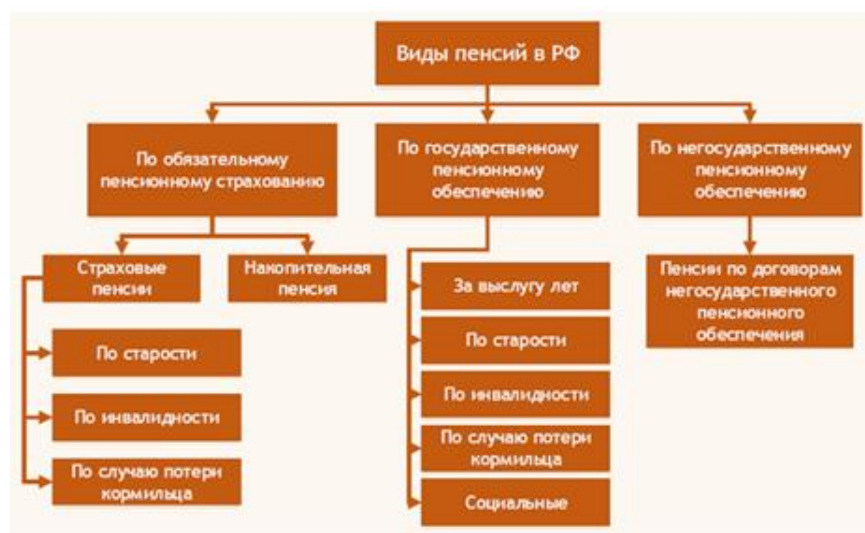 Виды пенсий в РФ
По обязательному
пенсионному страхованию
По государственному
пенсионному
обеспечению
По негосударственному
пенсионному
обеспечению
Страховые
пенсии
Накопительная
пенсия
По старости
По инвалидности
По случаю потери
кормильца
За выслугу лет
По старости
По инвалидности
По случаю потери
кормильца
Социальные
Пенсии по договорам
негосударственного
пенсионного
обеспечения